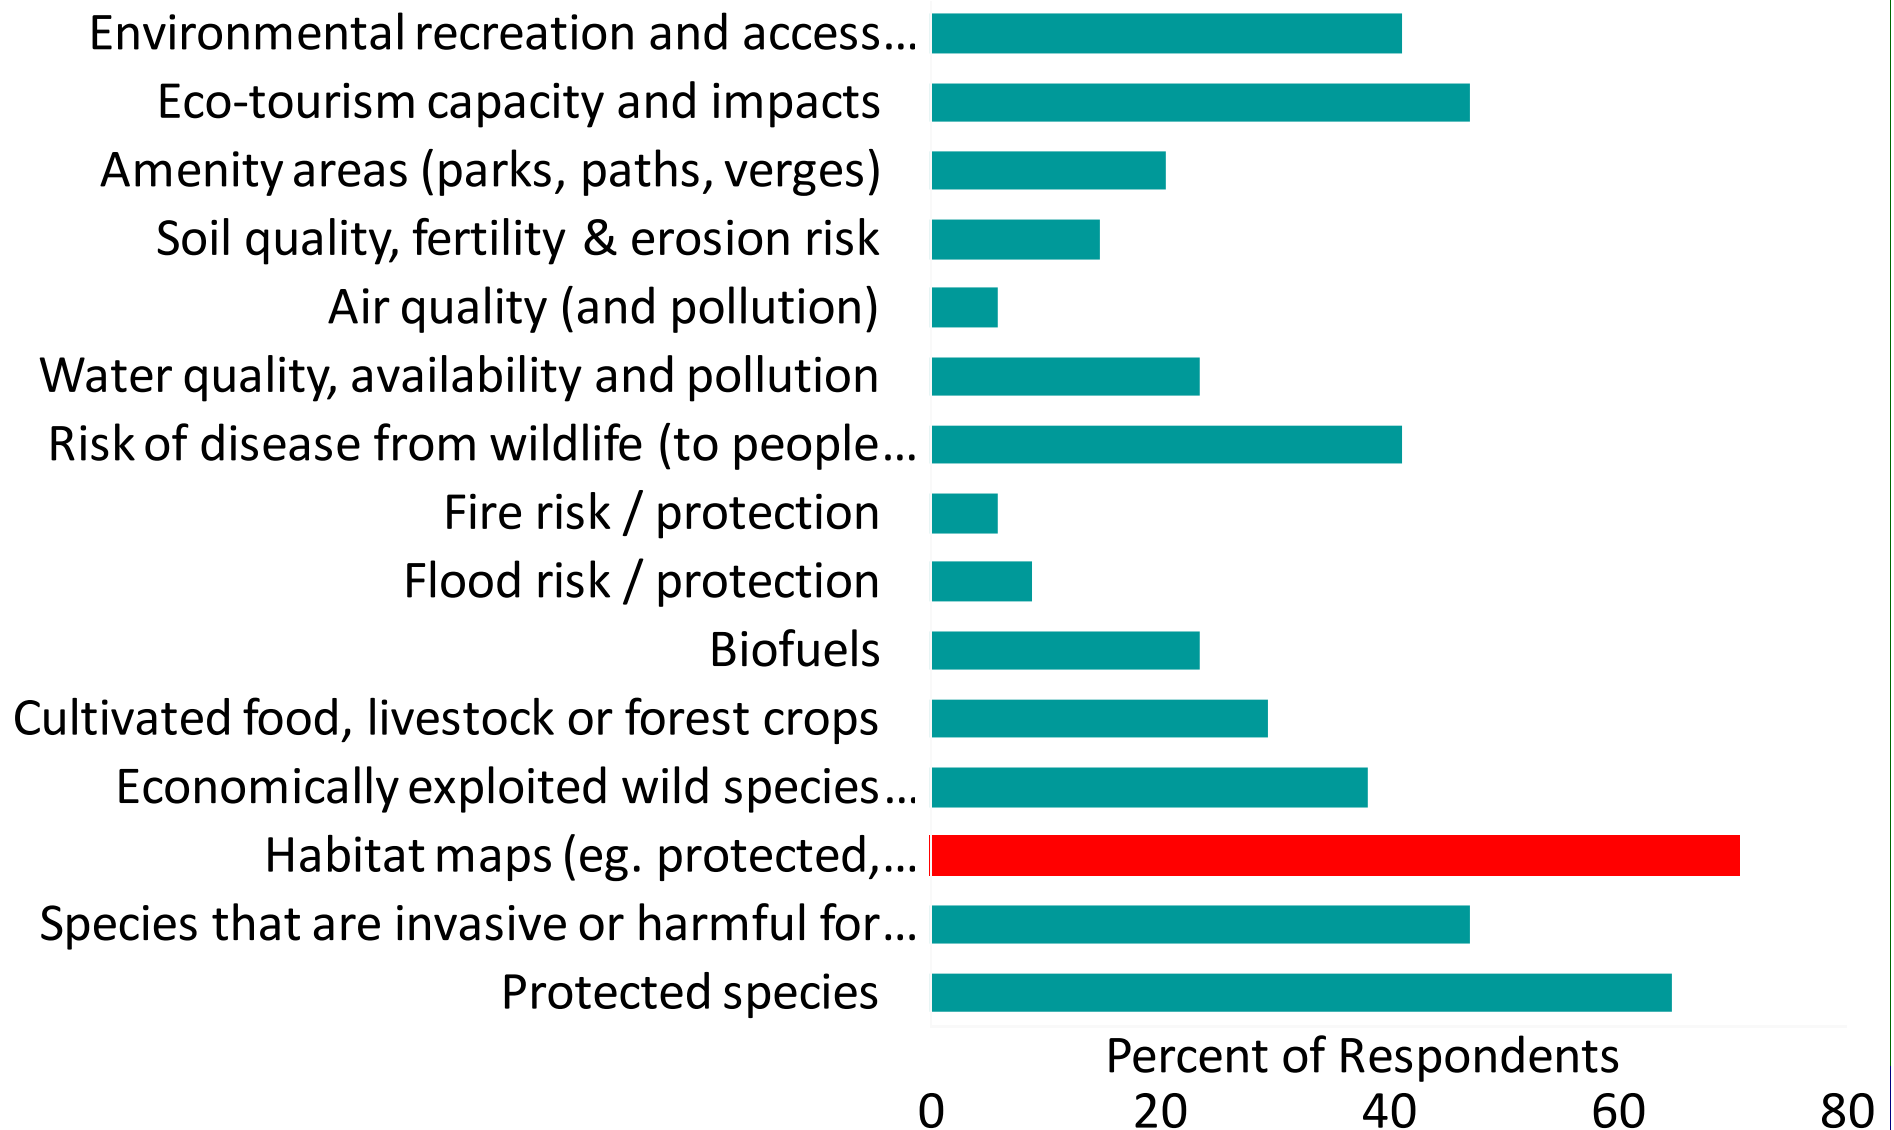 Environmental recreation and access...
Eco-tourism capacity and impacts
Amenity areas (parks, paths, verges)
Soil quality, fertility & erosion risk
Air quality (and pollution)
Water quality, availability and pollution
Risk of disease from wildlife (to people...
Fire risk / protection
Flood risk / protection
Biofuels
Cultivated food, livestock or forest crops
Economically exploited wild species...
Habitat maps (eg. protected,...
Species that are invasive or harmful for...
Protected species
Percent of Respondents
0 20 40 60 80